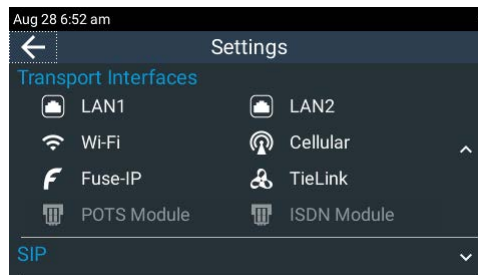 Aug 28 6:52 am
Settings
Transport Interfaces
LAN1 LAN2
Wi-Fi Cellular
Fuse-IP TieLink
POTS Module ISDN Module
SIP